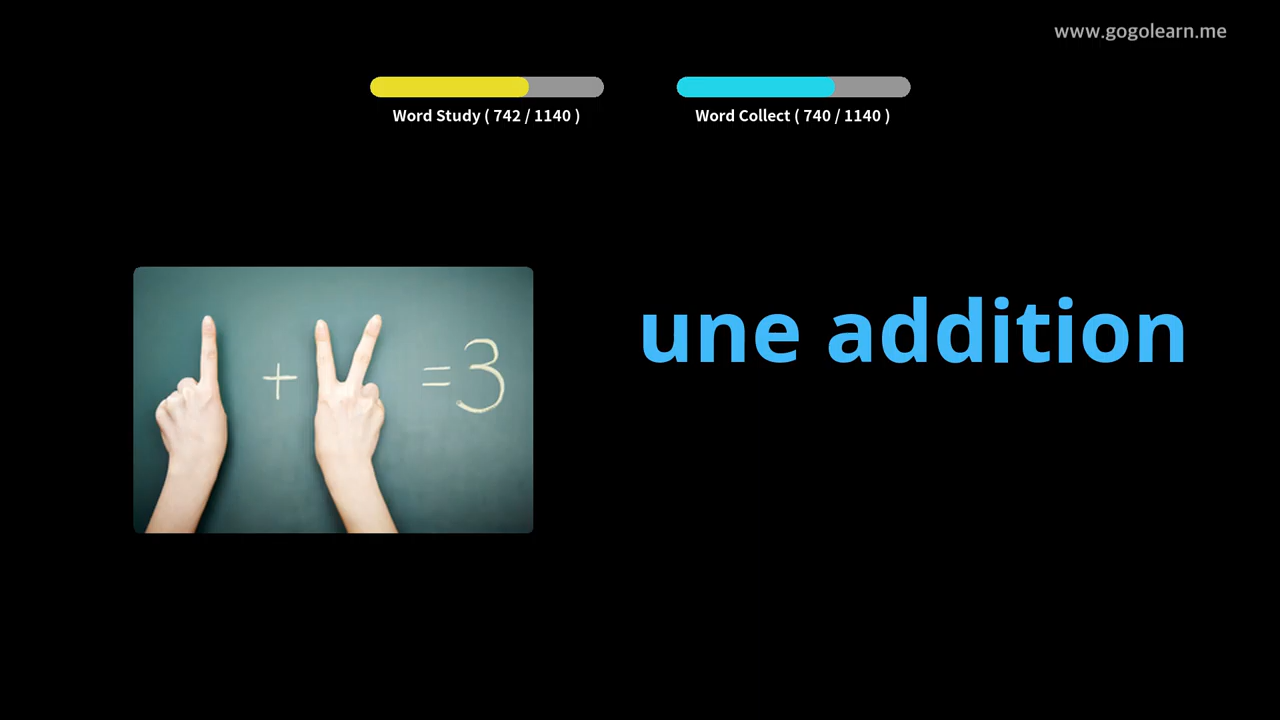 www.gogolearn.me
Word Study ( 742 / 1140 )
Word Collect ( 740 / 1140 )
+ = 3
une addition